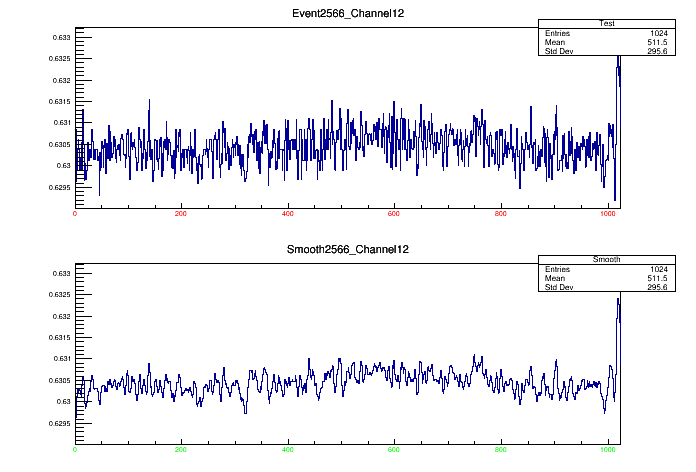 Event2566_Channel12
Test
Entries 1024
Mean 511.5
Std Dev 295.6
0.633
0.6325
0.632
0.6315
0.631
0.6305
0.63
0.6295
0 200 400 600 800 1000
Smooth2566_Channel12
Smooth
Entries 1024
Mean 511.5
Std Dev 295.6
0.633
0.6325
0.632
0.6315
0.631
0.6305
0.63
0.6295
0 200 400 600 800 1000